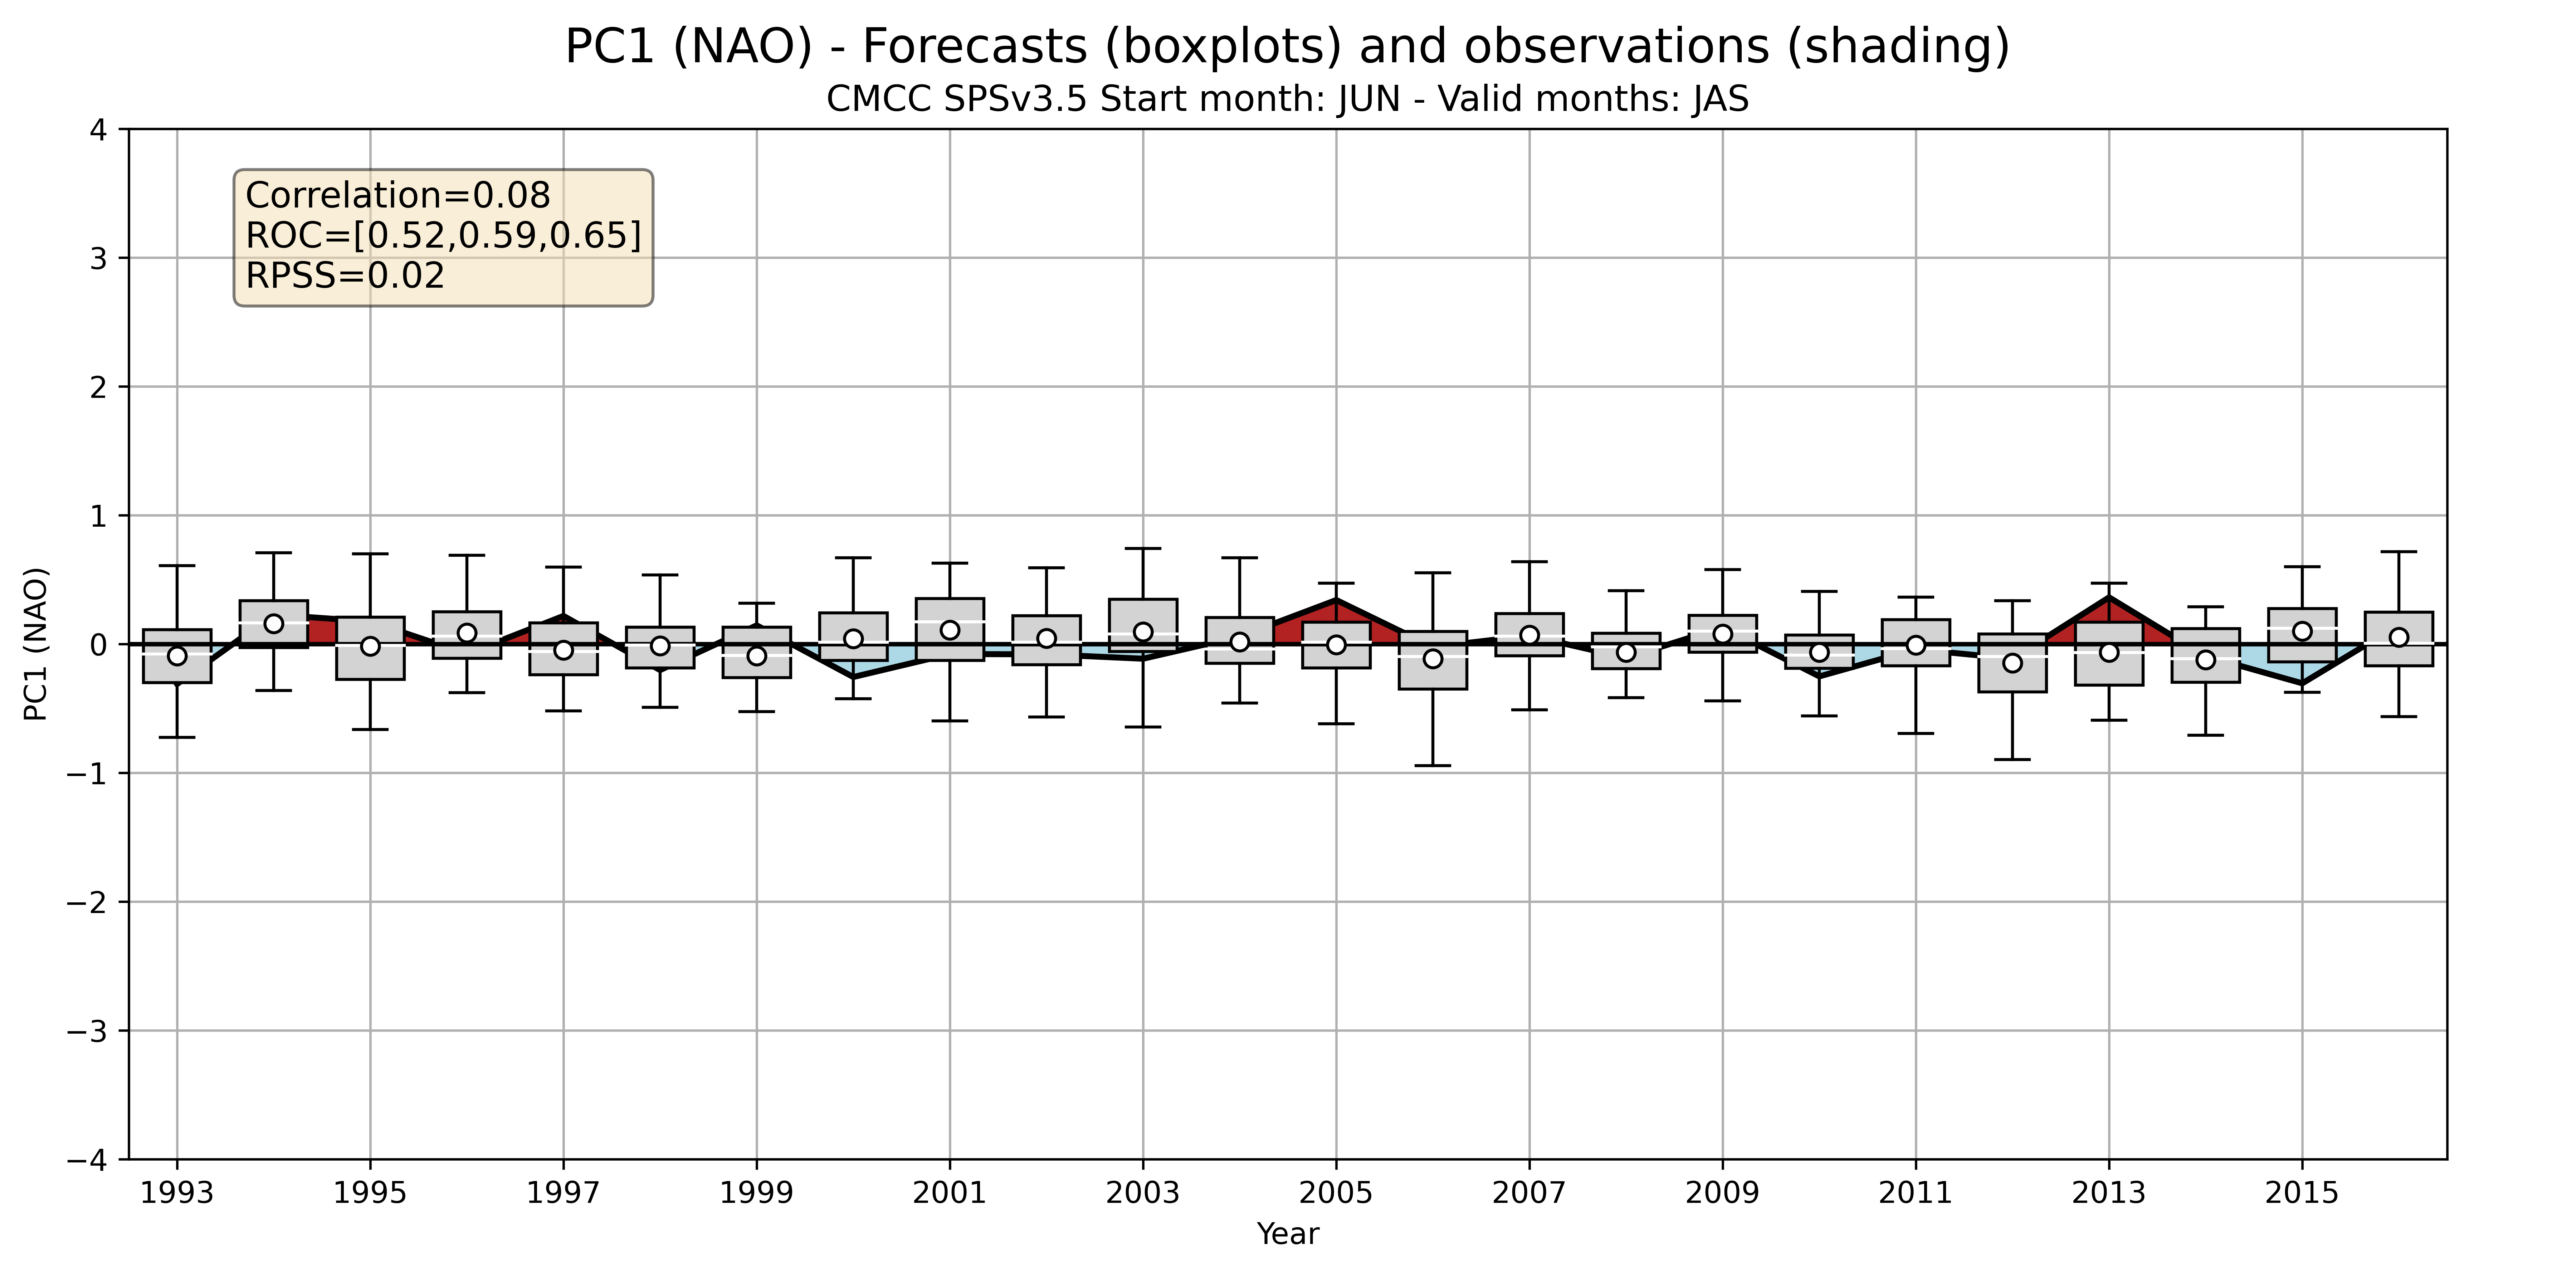 PC1 (NAO) - Forecasts (boxplots) and observations (shading)
CMCC SPSv3.5 Start month: JUN - Valid months: JAS
Correlation=0.08
ROC=[0.52,0.59,0.65]
RPSS=0.02
PC1 (NAO)
4
3
2
1
0
−1
−2
−3
−4
1993 1995 1997 1999 2001 2003 2005 2007 2009 2011 2013 2015
Year